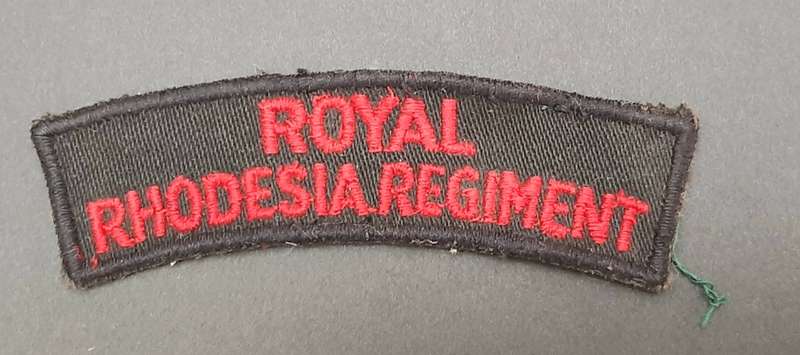 ROYAL
RHODESIA REGIMENT